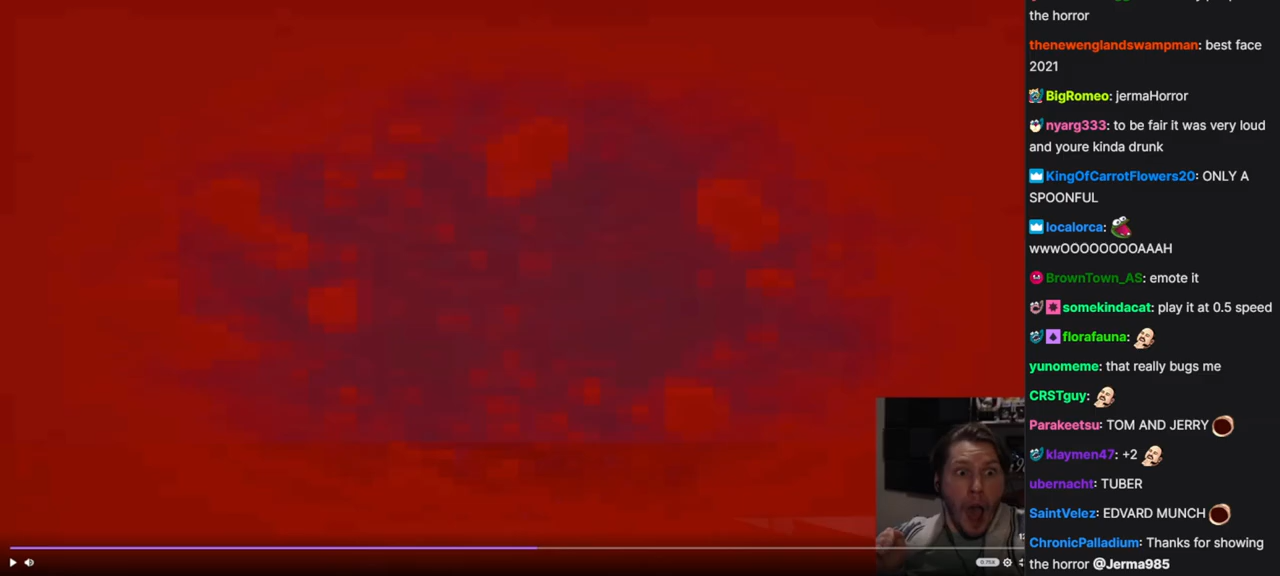 the horror
thenewenglandswampman: best face
2021
BigRomeo: jermaHorror
nyarg333: to be fair it was very loud
and youre kinda drunk
KingOfCarrotFlowers20: ONLY A
SPOONFUL
localorca:
wwwOOOOOOOOAAAH
BrownTown_AS: emote it
somekindacat: play it at 0.5 speed
florafauna:
yunomeme: that really bugs me
CRSTguy:
Parakeetsu: TOM AND JERRY
klaymen47: +2
ubernacht: TUBER
SaintVelez: EDVARD MUNCH
ChronicPalladium: Thanks for showing
the horror @Jerma985
0.75X